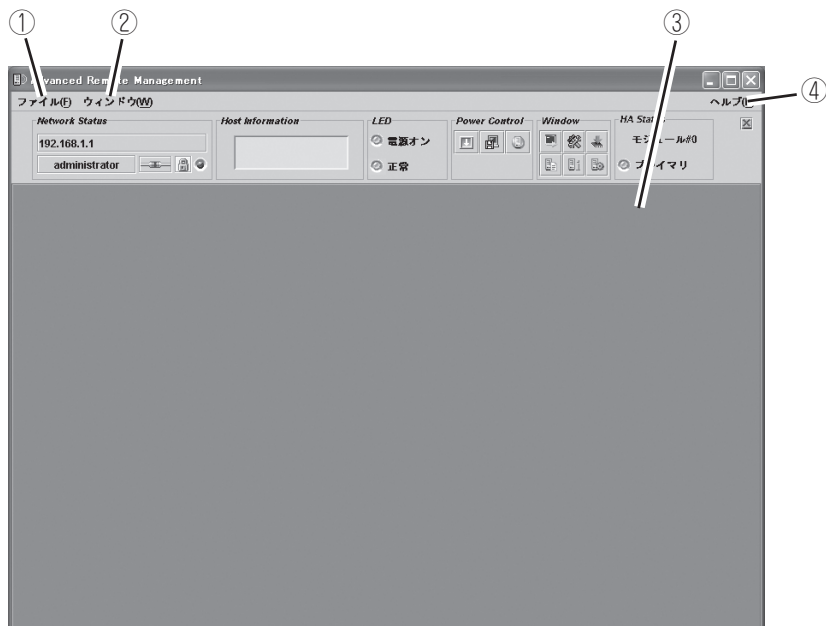 ① ② ③ ④
Advanced Remote Management
ファイル(F) ウィンドウ(W) ヘルプ(
Network Status Host Information LED Power Control Window HA Status
192.168.1.1 電源オン モジュール#0
administrator 正常 プライマリ